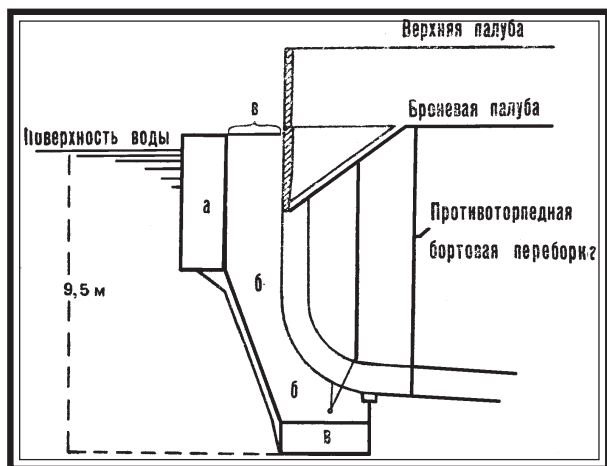 Верхняя палуба
в
Броневая палуба
Поверхность воды
а
Противоторпедная
бортовая переборка
9,5 м
б
б
в